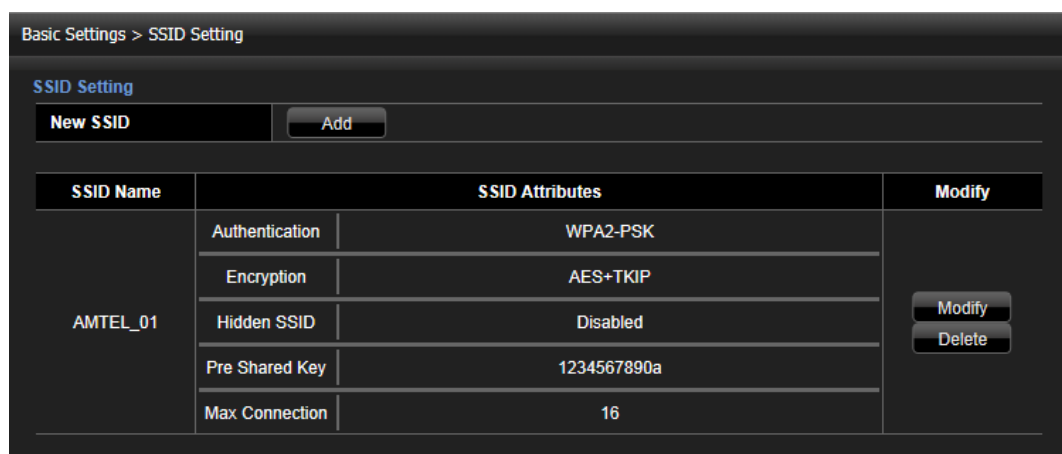 Basic Settings > SSID Setting
SSID Setting
New SSID Add
SSID Name SSID Attributes Modify
Authentication WPA2-PSK
Encryption AES+TKIP
AMTEL_01 Hidden SSID Disabled Modify
Delete
Pre Shared Key 1234567890a
Max Connection 16